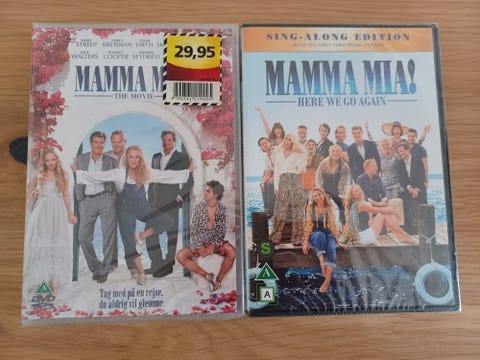 STREEP
BROSNAN
FIRTH
WALTERS
COOPER
SEYFRIED
29,95
MAMMA M
THE MOVIE
Tag med på en rejse,
du aldrig vil glemme
DVD
A
SING-ALONG EDITION
MAMMA MIA!
HERE WE GO AGAIN
S
A
A